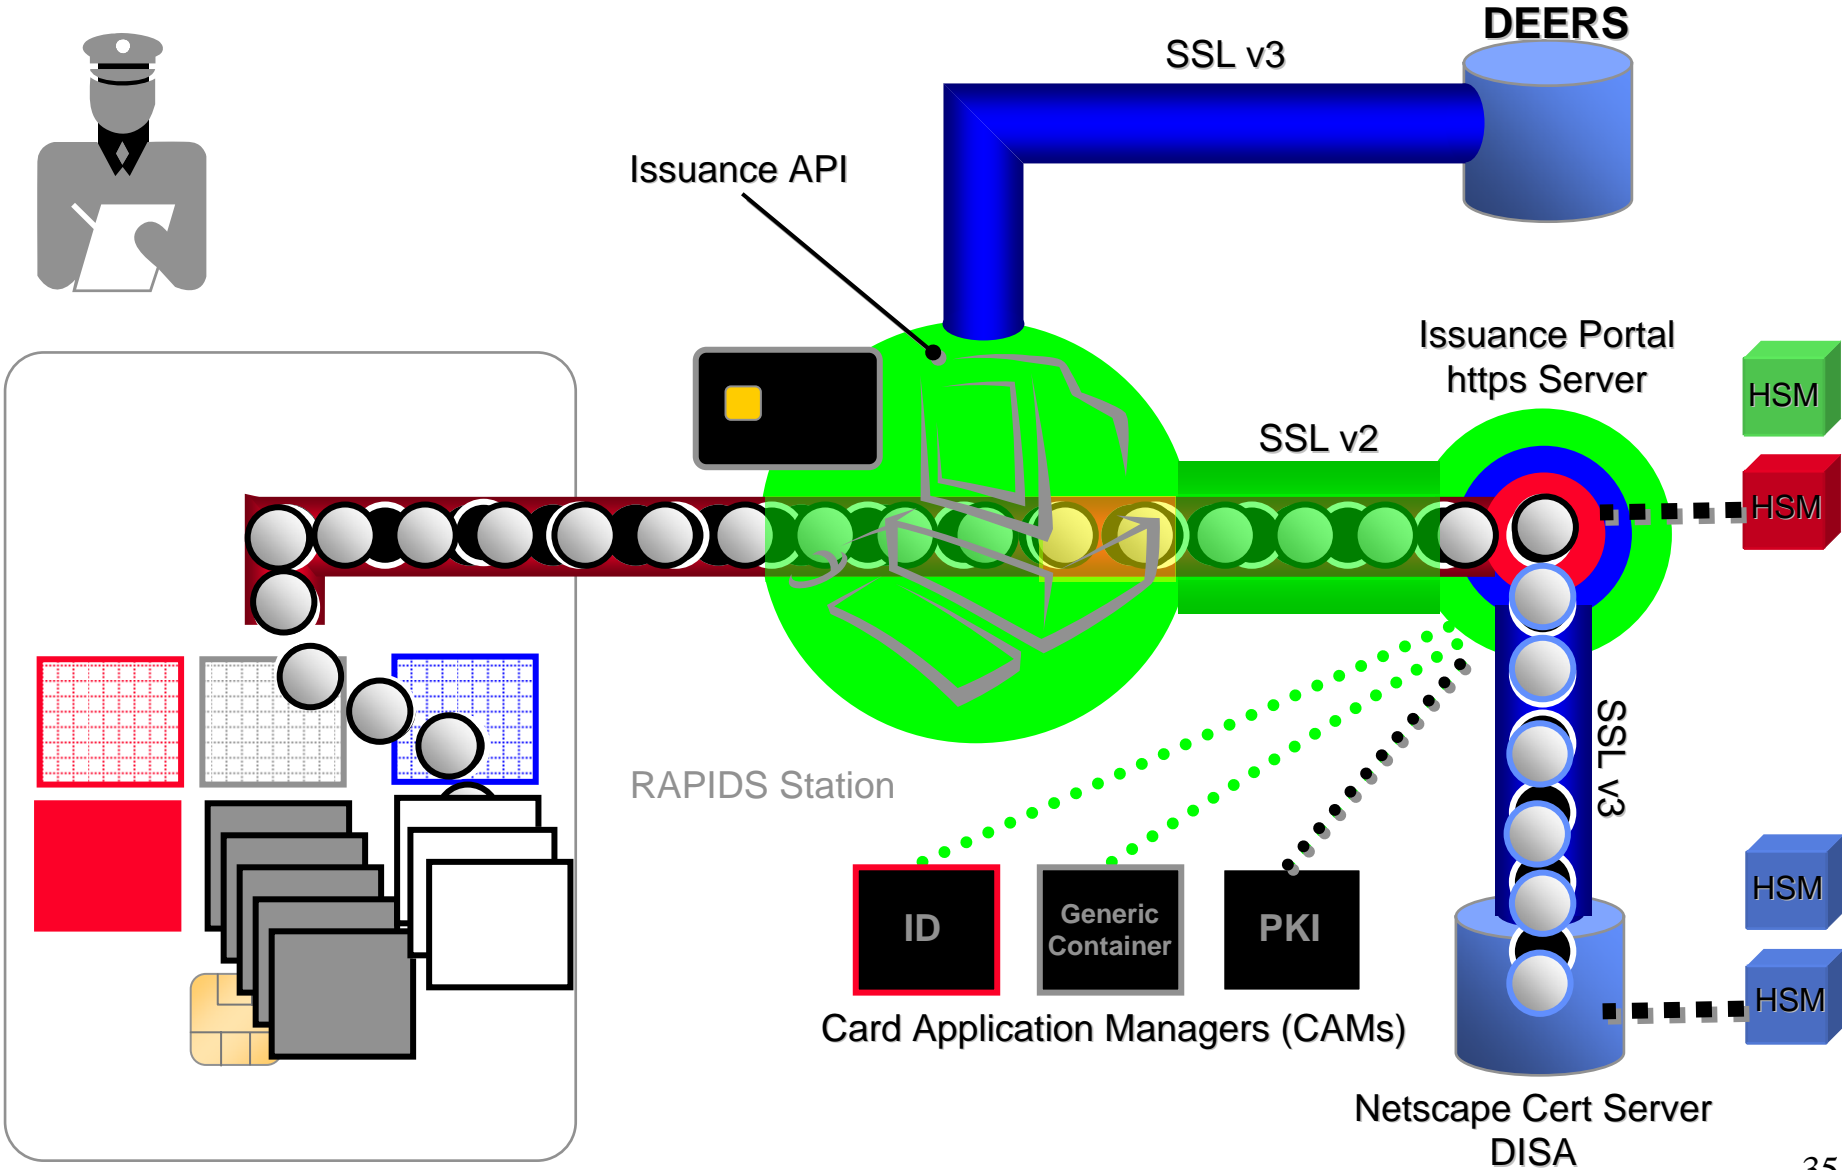 DEERS
SSL v3
Issuance API
Issuance Portal
https Server
HSM
SSL v2
HSM
SSL v3
RAPIDS Station
HSM
ID
Generic
Container
PKI
HSM
Card Application Managers (CAMs)
Netscape Cert Server
DISA
35